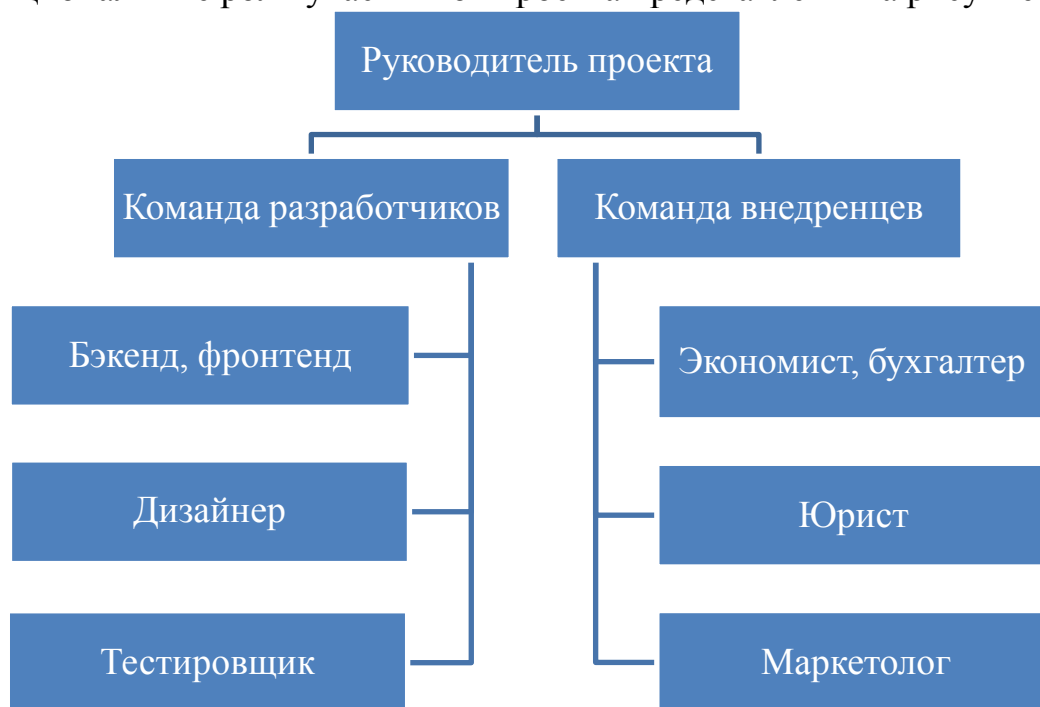 Руководитель проекта
Команда разработчиков
Команда внедренцев
Бэкенд, фронтенд
Экономист, бухгалтер
Дизайнер
Юрист
Тестировщик
Маркетолог